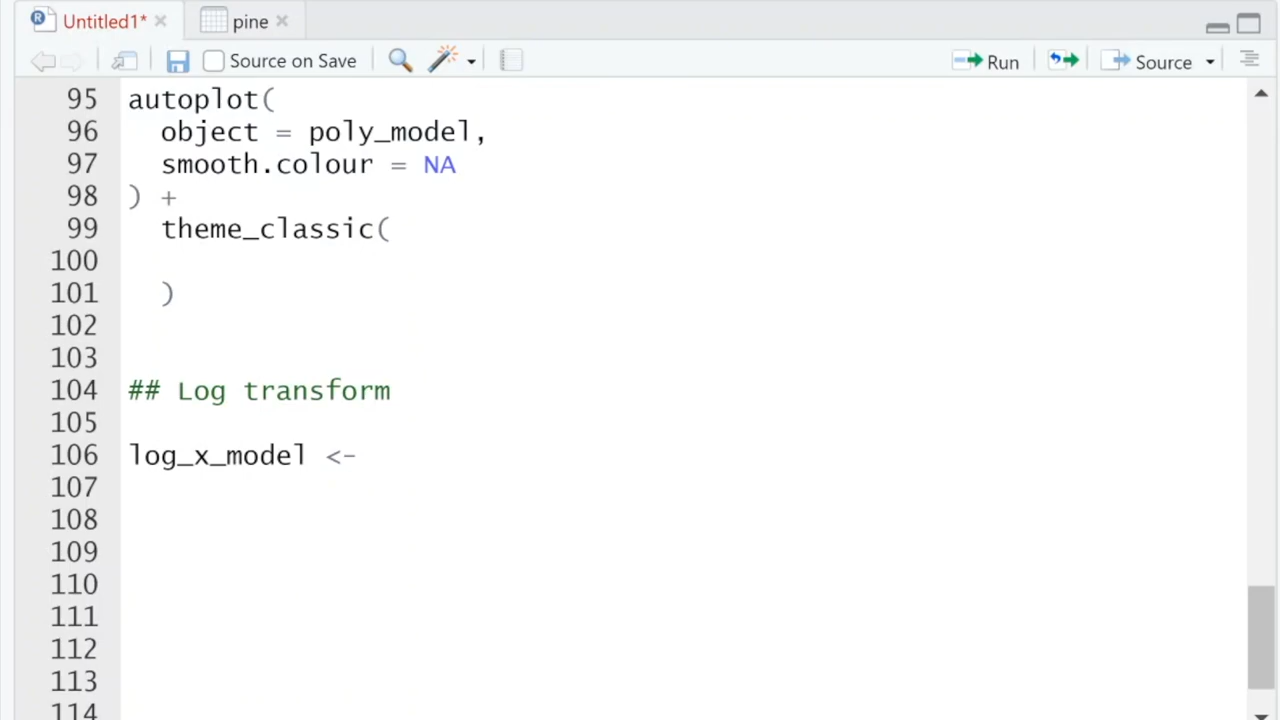 Untitled1* pine
Source on Save Run Source
95 autoplot(
96 object = poly_model,
97 smooth.colour = NA
98 ) +
99 theme_classic(
100
101 )
102
103
104 ## Log transform
105
106 log_x_model <-
107
108
109
110
111
112
113
114